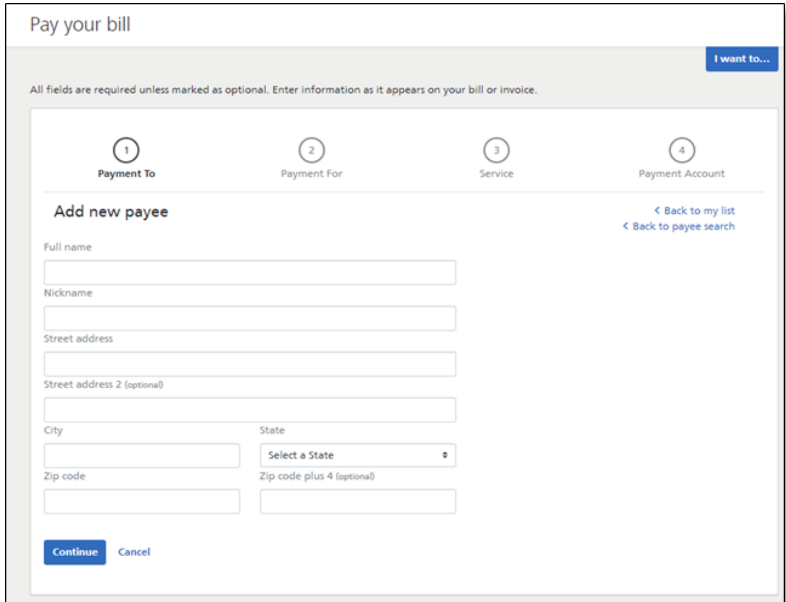 Pay your bill
I want to...
All fields are required unless marked as optional. Enter information as it appears on your bill or invoice.
1 2 3 4
Payment To Payment For Service Payment Account
Add new payee
< Back to my list
< Back to payee search
Full name
Nickname
Street address
Street address 2 (optional)
City State
Select a State
Zip code Zip code plus 4 (optional)
Continue Cancel